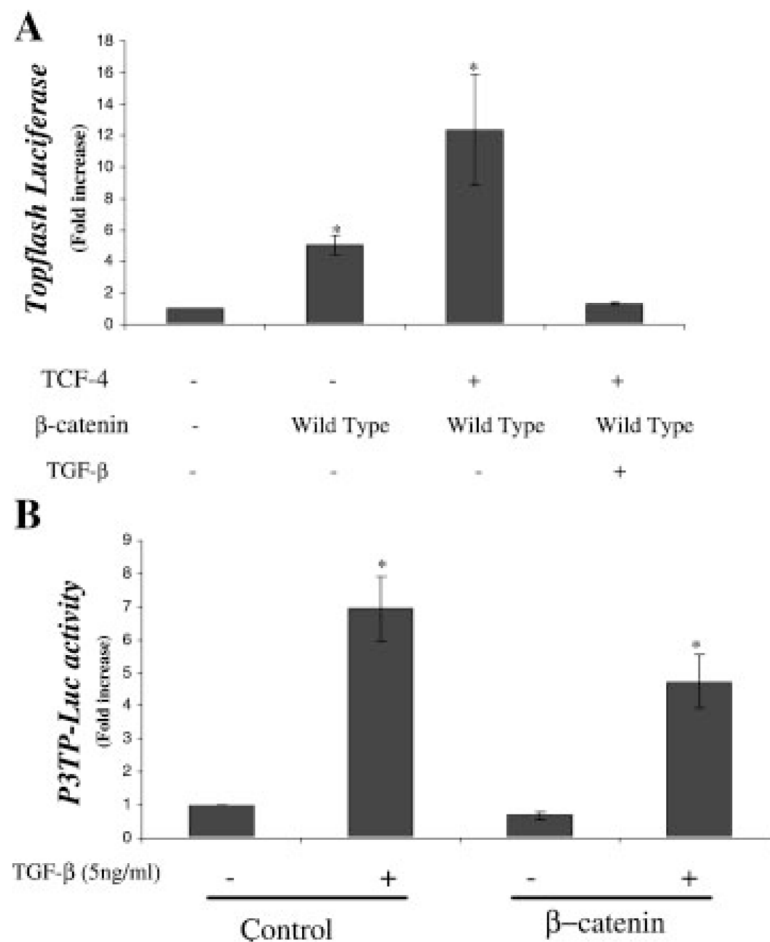 A
Topflash Luciferase
(Fold increase)
18
16
14
12
10
8
6
4
2
0
*
*
TCF-4 - - + +
β-catenin - Wild Type Wild Type Wild Type
TGF-β - - - +
B
P3TP-Luc activity
(Fold increase)
9
8
7
6
5
4
3
2
1
0
*
*
TGF-β (5ng/ml) - + - +
Control β-catenin